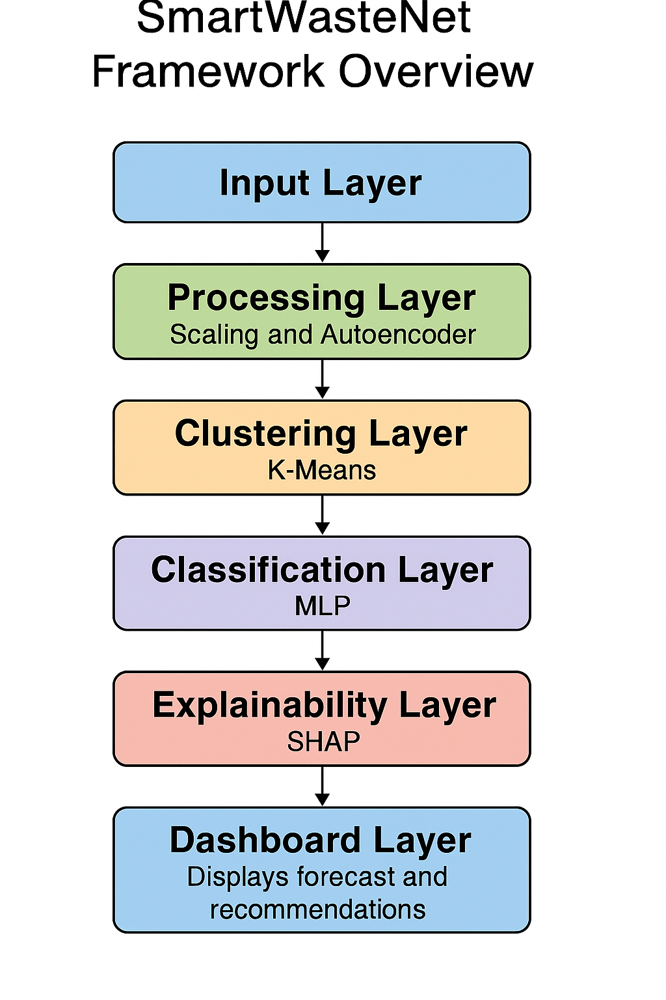 SmartWasteNet
Framework Overview
Input Layer
Processing Layer
Scaling and Autoencoder
Clustering Layer
K-Means
Classification Layer
MLP
Explainability Layer
SHAP
Dashboard Layer
Displays forecast and
recommendations